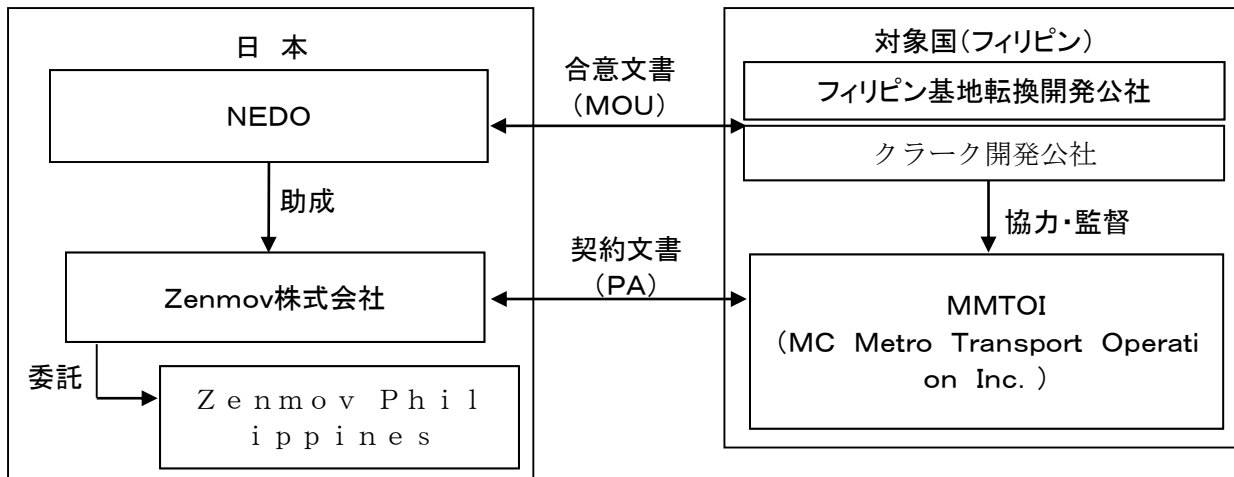 日 本
NEDO
助成
Zenmov株式会社
委託
Zenmov Phil
ippines
合意文書
(MOU)
契約文書
(PA)
対象国(フィリピン)
フィリピン基地転換開発公社
クラーク開発公社
協力・監督
MMTOI
(MC Metro Transport Operati
on Inc.)